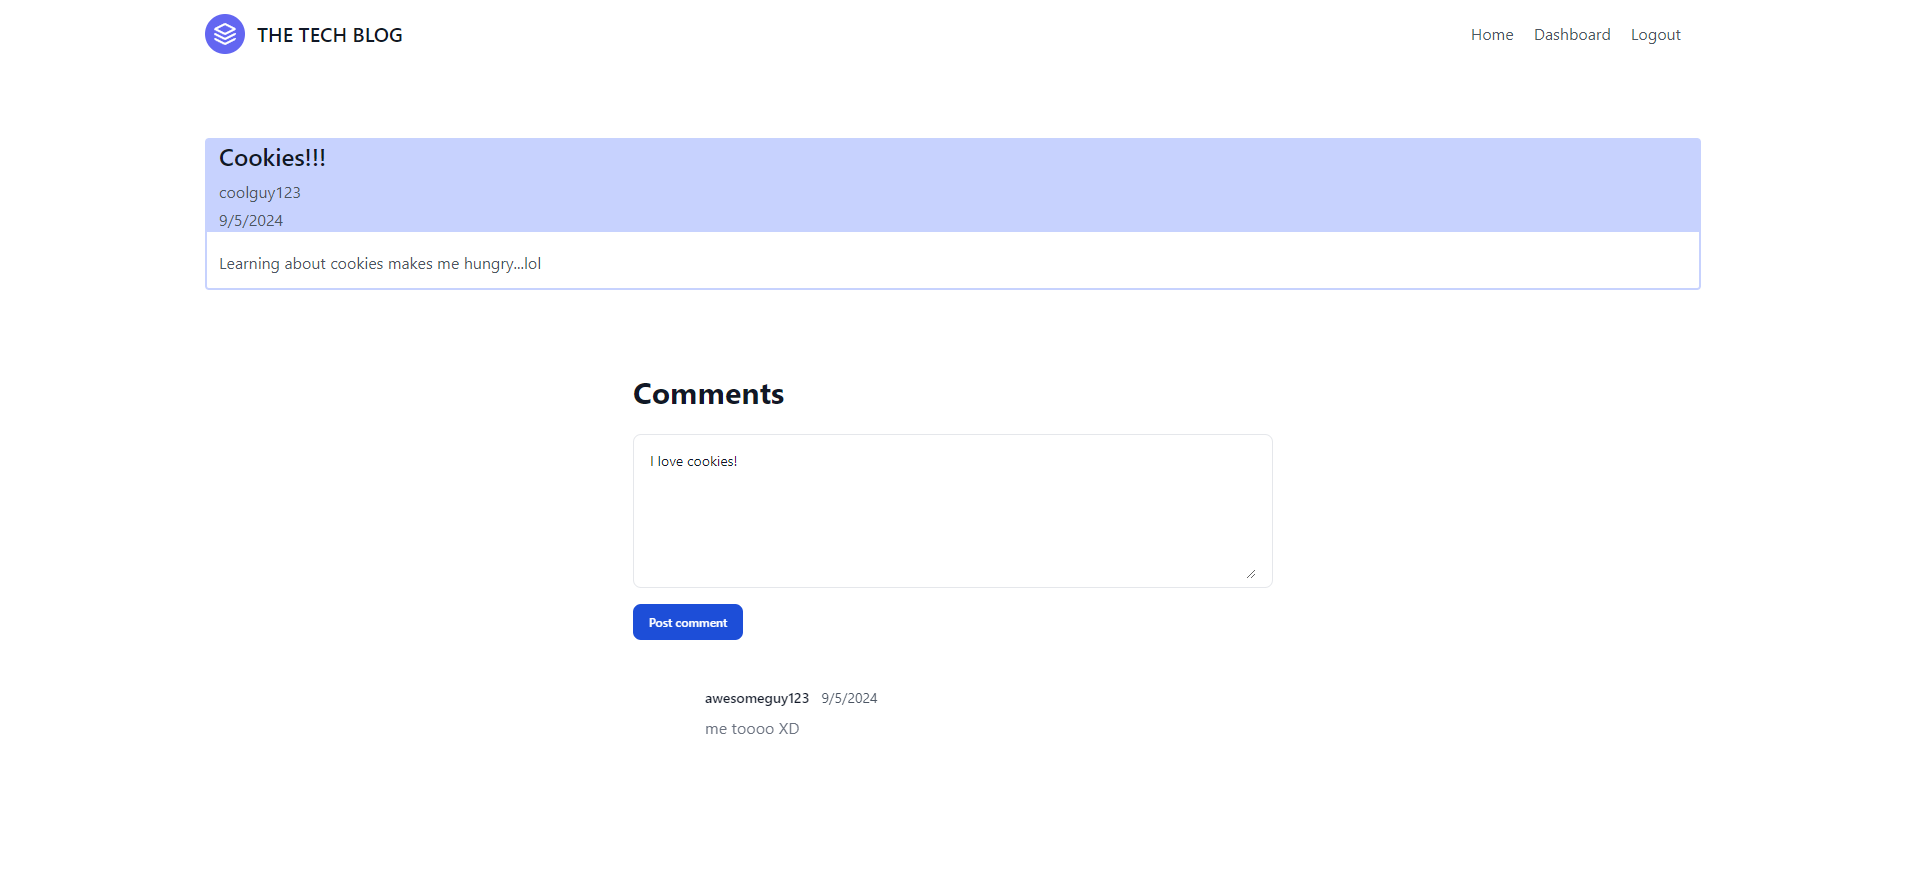 THE TECH BLOG
Home Dashboard Logout
Cookies!!!
coolguy123
9/5/2024
Learning about cookies makes me hungry...lol
Comments
I love cookies!
Post comment
awesomeguy123 9/5/2024
me toooo XD